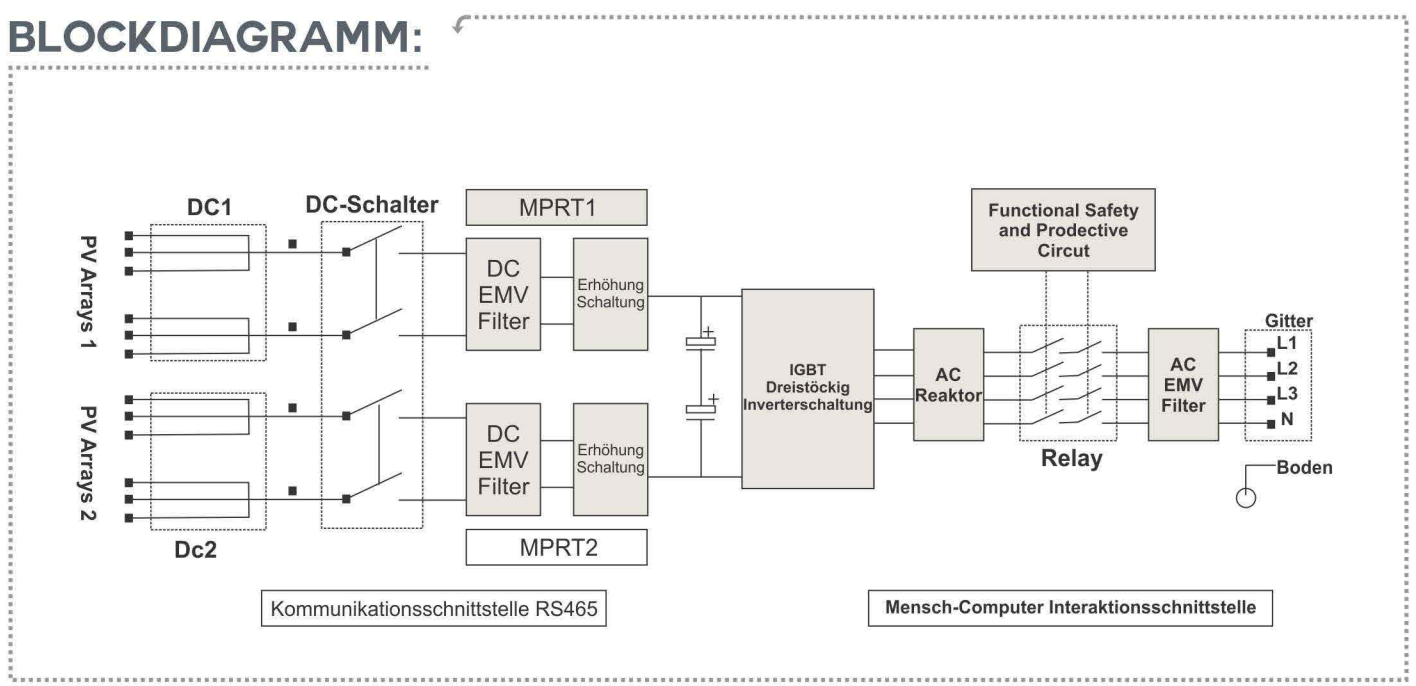 BLOCKDIAGRAMM:
DC1
DC-Schalter
MPRT1
PV Arrays 1
DC
EMV
Filter
Erhöhung
Schaltung
+
Functional Safety
and Prodective
Circut
IGBT
Dreistöckig
Inverterschaltung
AC
Reaktor
Relay
AC
EMV
Filter
Gitter
L1
L2
L3
N
Boden
PV Arrays 2
DC
EMV
Filter
Erhöhung
Schaltung
+
Dc2
MPRT2
Kommunikationsschnittstelle RS465
Mensch-Computer Interaktionsschnittstelle